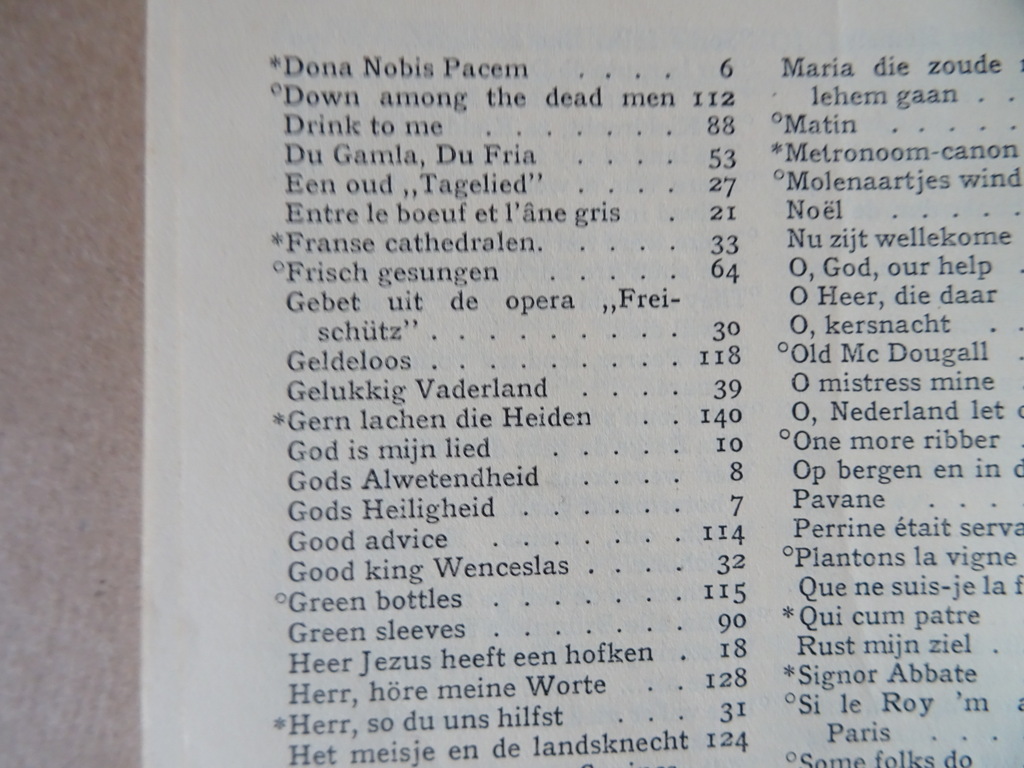 *Dona Nobis Pacem . . . . 6
°Down among the dead men 112
Drink to me . . . . . . . 88
Du Gamla, Du Fria . . . . 53
Een oud ,,Tagelied” . . . . . 27
Entre le boeuf et l'âne gris . 21
*Franse cathedralen. . . . . 33
°Frisch gesungen . . . . . 64
Gebet uit de opera ,,Frei-
schütz” . . . . . . . . . 30
Geldeloos . . . . . . . . . 118
Gelukkig Vaderland . . . . 39
*Gern lachen die Heiden . . 140
God is mijn lied . . . . . 10
Gods Alwetendheid . . . . 8
Gods Heiligheid . . . . . . 7
Good advice . . . . . . . 114
Good king Wenceslas . . . . 32
°Green bottles . . . . . . . 115
Green sleeves . . . . . . . 90
Heer Jezus heeft een hofken . 18
Herr, höre meine Worte . . 128
*Herr, so du uns hilfst . . . 31
Het meisje en de landsknecht 124
Maria die zoude
lehem gaan . .
°Matin . . . . .
*Metronoom-canon
°Molenaartjes wind
Noël . . . . .
Nu zijt wellekome
O, God, our help .
O Heer, die daar
O, kersnacht . .
°Old Mc Dougall .
O mistress mine .
O, Nederland let
°One more ribber .
Op bergen en in
Pavane . . . .
Perrine était
°Plantons la vigne
Que ne suis-je la
*Qui cum patre
Rust mijn ziel .
*Signor Abbate
°Si le Roy 'm
Paris . . .
°Some folks do